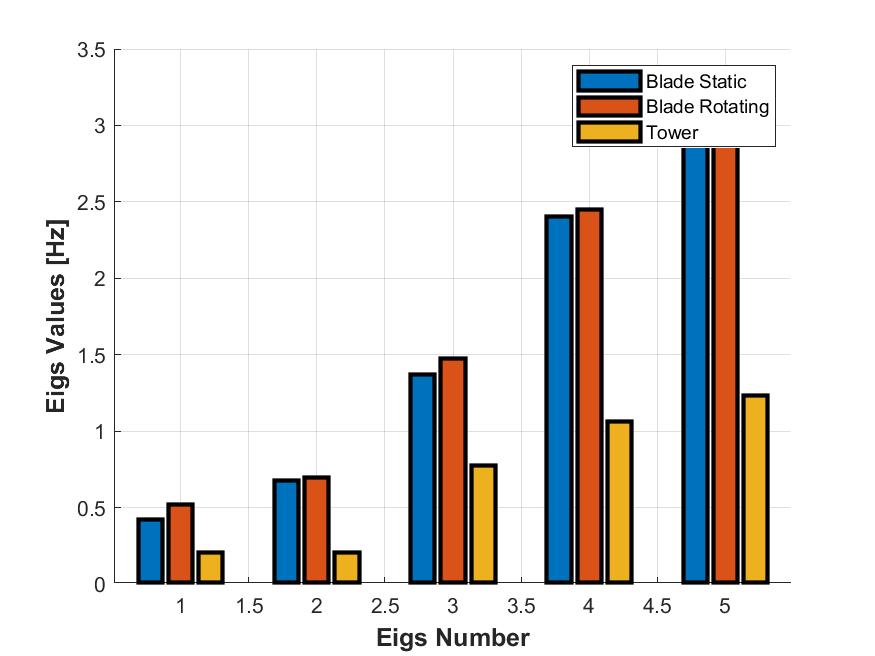 3.5
3
2.5
2
1.5
1
0.5
0
Eigs Values [Hz]
Blade Static
Blade Rotating
Tower
1 1.5 2 2.5 3 3.5 4 4.5 5
Eigs Number